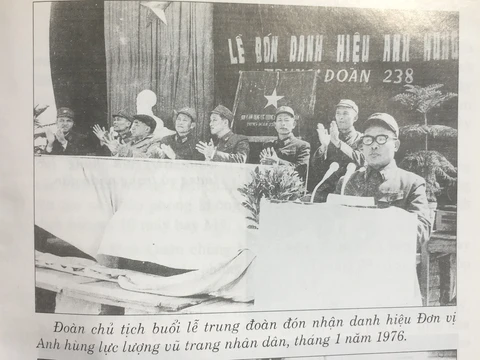 LỄ ĐÓN DANH HIỆU ANH HÙNG
TRUNG ĐOÀN 238
Đoàn chủ tịch buổi lễ trung đoàn đón nhận danh hiệu Đơn vị
Anh hùng lực lượng vũ trang nhân dân, tháng 1 năm 1976.